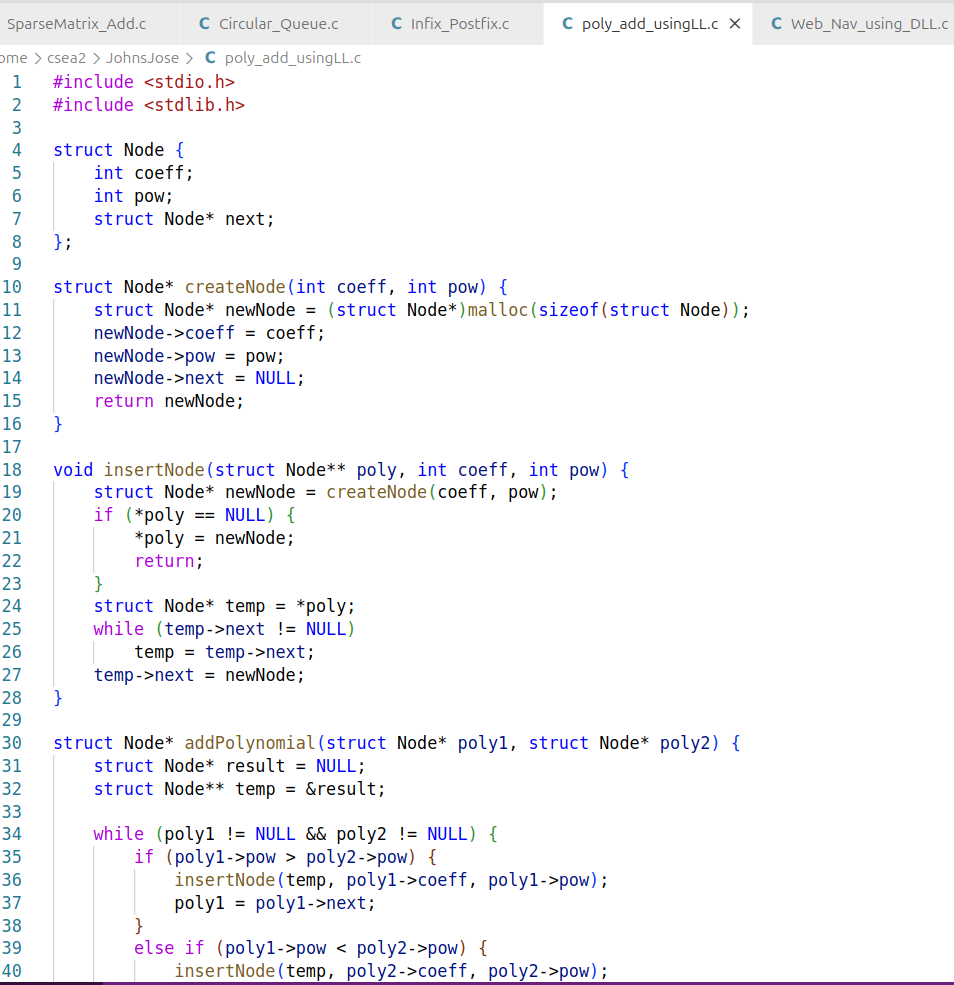 SparseMatrix_Add.c C Circular_Queue.c C Infix_Postfix.c C poly_add_usingLL.c × C Web_Nav_using_DLL.c
ome > csea2 > JohnsJose > C poly_add_usingLL.c
1 #include <stdio.h>
2 #include <stdlib.h>
3
4 struct Node {
5 int coeff;
6 int pow;
7 struct Node* next;
8 };
9
10 struct Node* createNode(int coeff, int pow) {
11 struct Node* newNode = (struct Node*)malloc(sizeof(struct Node));
12 newNode->coeff = coeff;
13 newNode->pow = pow;
14 newNode->next = NULL;
15 return newNode;
16 }
17
18 void insertNode(struct Node** poly, int coeff, int pow) {
19 struct Node* newNode = createNode(coeff, pow);
20 if (*poly == NULL) {
21 *poly = newNode;
22 return;
23 }
24 struct Node* temp = *poly;
25 while (temp->next != NULL)
26 temp = temp->next;
27 temp->next = newNode;
28 }
29
30 struct Node* addPolynomial(struct Node* poly1, struct Node* poly2) {
31 struct Node* result = NULL;
32 struct Node** temp = &result;
33
34 while (poly1 != NULL && poly2 != NULL) {
35 if (poly1->pow > poly2->pow) {
36 insertNode(temp, poly1->coeff, poly1->pow);
37 poly1 = poly1->next;
38 }
39 else if (poly1->pow < poly2->pow) {
40 insertNode(temp, poly2->coeff, poly2->pow);